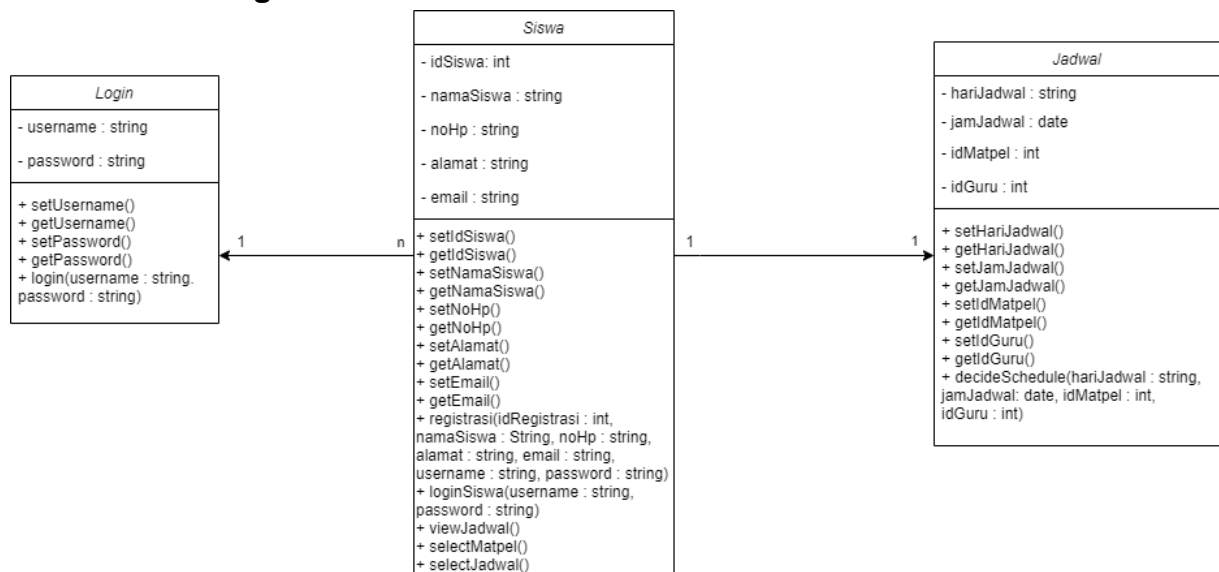 Login
- username : string
- password : string
+ setUsername()
+ getUsername()
+ setPassword()
+ getPassword()
+ login(username : string.
password : string)
1
n
Siswa
- idSiswa: int
- namaSiswa : string
- noHp : string
- alamat : string
- email : string
+ setIdSiswa()
+ getIdSiswa()
+ setNamaSiswa()
+ getNamaSiswa()
+ setNoHp()
+ getNoHp()
+ setAlamat()
+ getAlamat()
+ setEmail()
+ getEmail()
+ registrasi(idRegistrasi : int,
namaSiswa : String, noHp : string,
alamat : string, email : string,
username : string, password : string)
+ loginSiswa(username : string,
password : string)
+ viewJadwal()
+ selectMatpel()
+ selectJadwal()
1
1
Jadwal
- hariJadwal : string
- jamJadwal : date
- idMatpel : int
- idGuru : int
+ setHariJadwal()
+ getHariJadwal()
+ setJamJadwal()
+ getJamJadwal()
+ setIdMatpel()
+ getIdMatpel()
+ setIdGuru()
+ getIdGuru()
+ decideSchedule(hariJadwal : string,
jamJadwal: date, idMatpel : int,
idGuru : int)